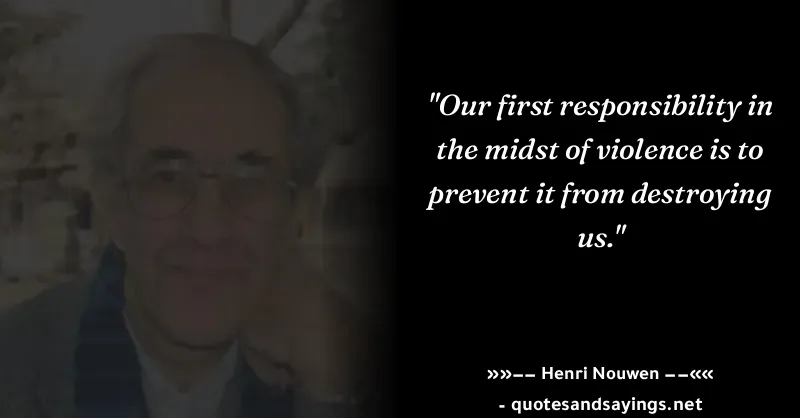 "Our first responsibility in
the midst of violence is to
prevent it from destroying
us."
»»―― Henri Nouwen ――««
- quotesandsayings.net